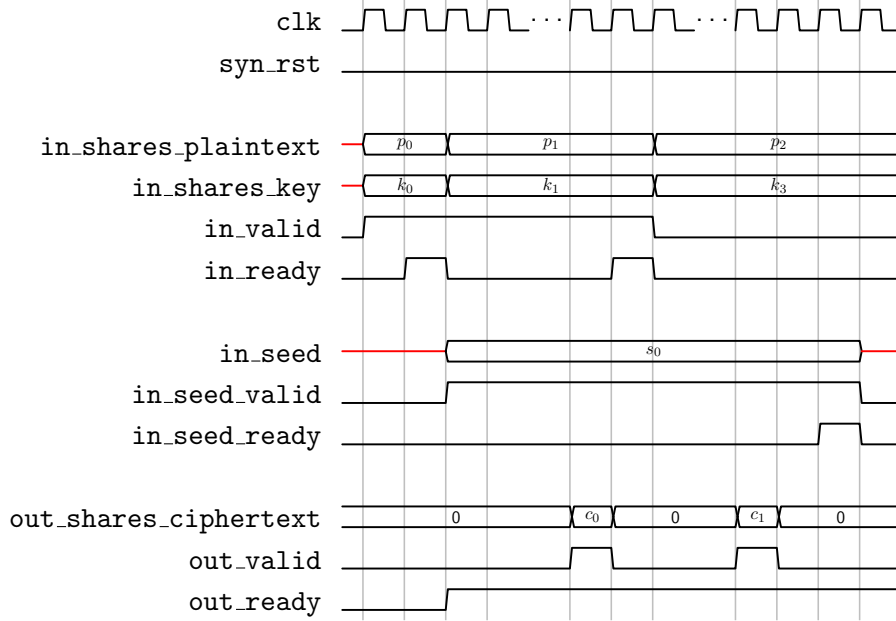 clk ... ...
syn_rst
in_shares_plaintext p₀ p₁ p₂
in_shares_key k₀ k₁ k₃
in_valid
in_ready
in_seed s₀
in_seed_valid
in_seed_ready
out_shares_ciphertext 0 c₀ 0 c₁ 0
out_valid
out_ready